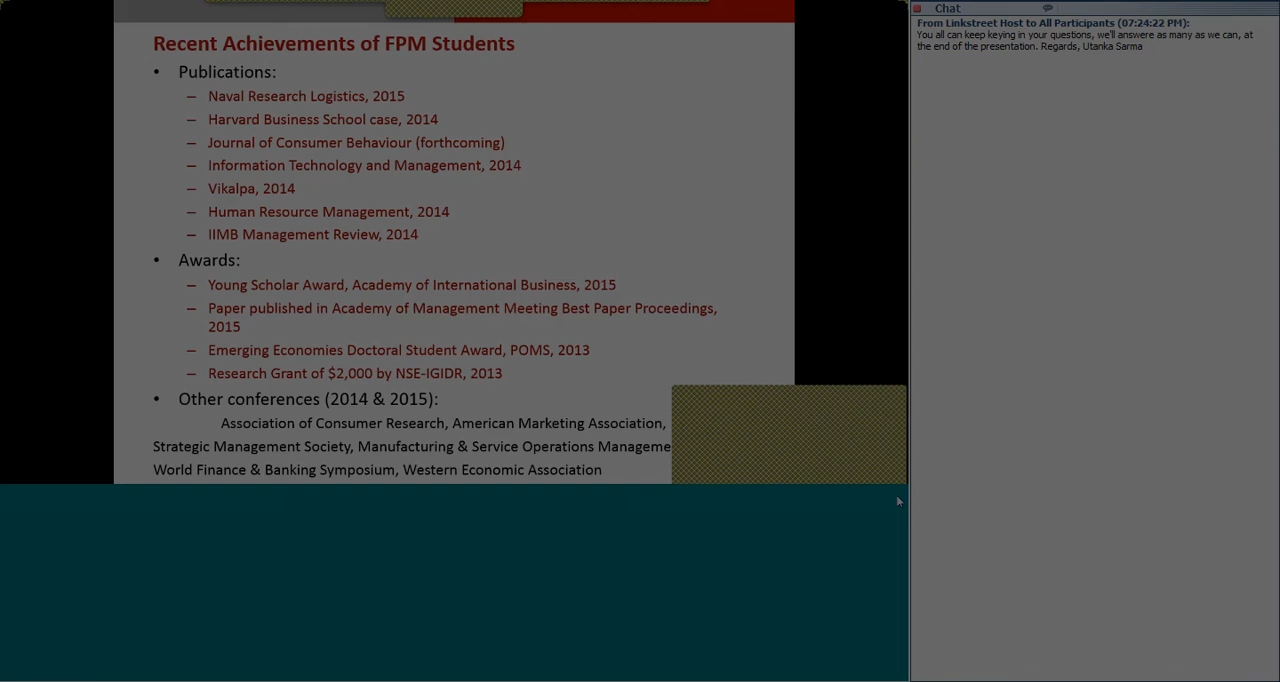 Recent Achievements of FPM Students
• Publications:
– Naval Research Logistics, 2015
– Harvard Business School case, 2014
– Journal of Consumer Behaviour (forthcoming)
– Information Technology and Management, 2014
– Vikalpa, 2014
– Human Resource Management, 2014
– IIMB Management Review, 2014
• Awards:
– Young Scholar Award, Academy of International Business, 2015
– Paper published in Academy of Management Meeting Best Paper Proceedings,
2015
– Emerging Economies Doctoral Student Award, POMS, 2013
– Research Grant of $2,000 by NSE-IGIDR, 2013
• Other conferences (2014 & 2015):
Association of Consumer Research, American Marketing Association,
Strategic Management Society, Manufacturing & Service Operations Manageme
World Finance & Banking Symposium, Western Economic Association
Chat
From Linkstreet Host to All Participants (07:24:22 PM):
You all can keep keying in your questions, we'll answere as many as we can, at
the end of the presentation. Regards, Utanka Sarma